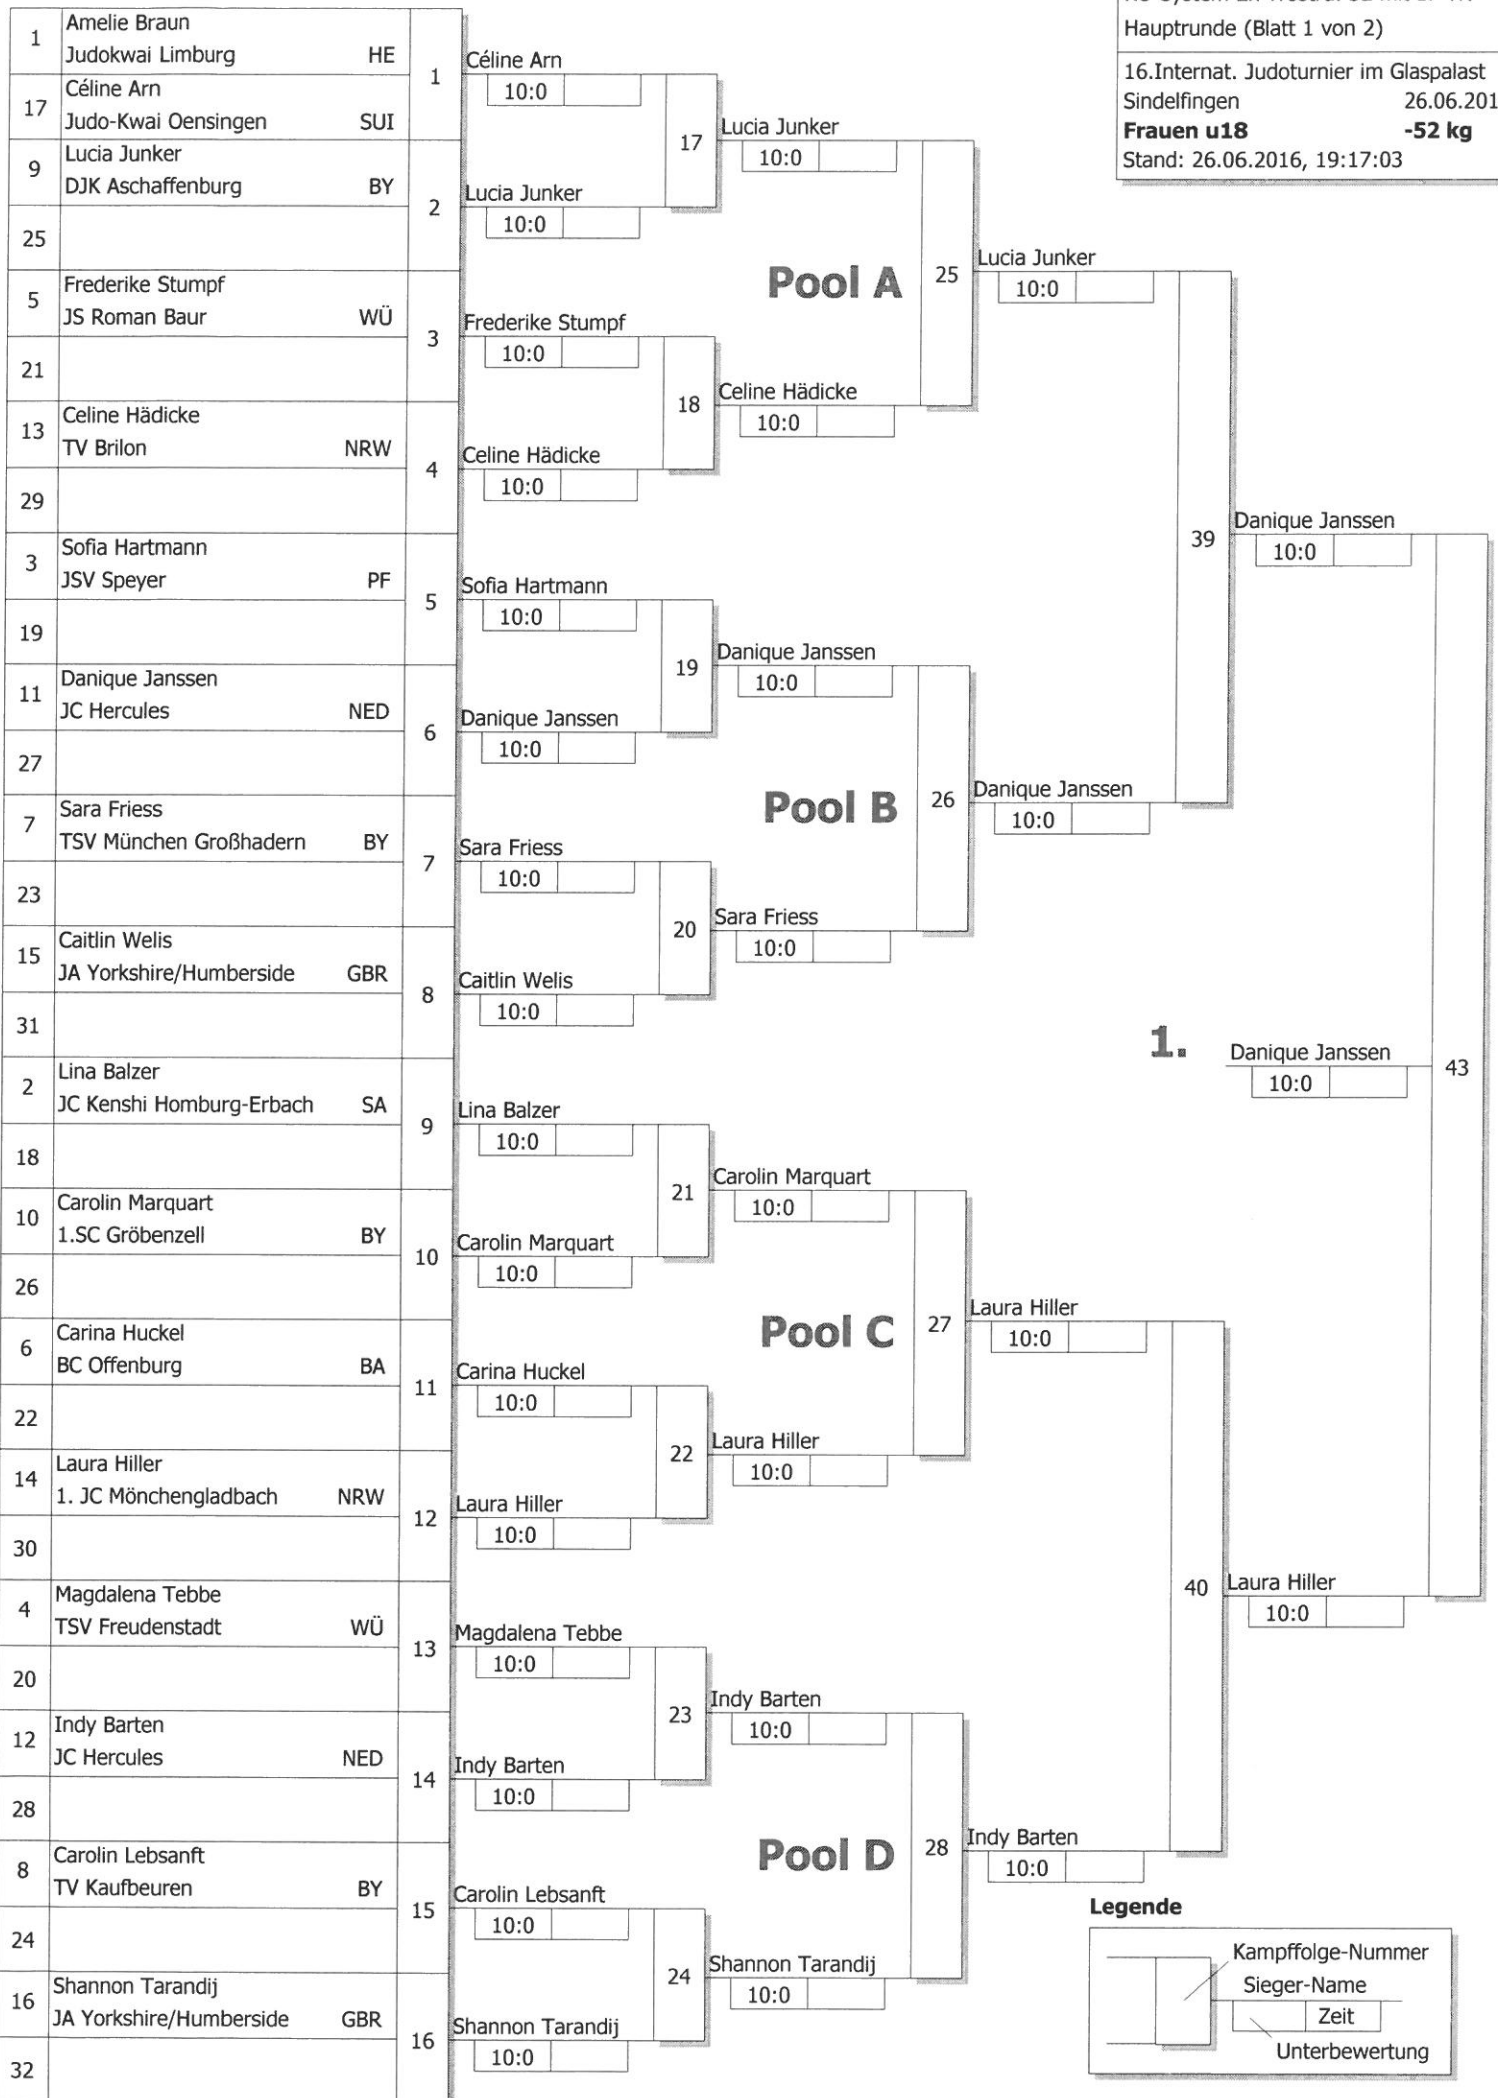 Hauptrunde (Blatt 1 von 2)
16.Internat. Judoturnier im Glaspalast
Sindelfingen 26.06.201
Frauen u18 -52 kg
Stand: 26.06.2016, 19:17:03
1 Amelie Braun
Judokwai Limburg HE
17 Céline Arn
Judo-Kwai Oensingen SUI
9 Lucia Junker
DJK Aschaffenburg BY
25
5 Frederike Stumpf
JS Roman Baur WÜ
21
13 Celine Hädicke
TV Brilon NRW
29
3 Sofia Hartmann
JSV Speyer PF
19
11 Danique Janssen
JC Hercules NED
27
7 Sara Friess
TSV München Großhadern BY
23
15 Caitlin Welis
JA Yorkshire/Humberside GBR
31
2 Lina Balzer
JC Kenshi Homburg-Erbach SA
18
10 Carolin Marquart
1.SC Gröbenzell BY
26
6 Carina Huckel
BC Offenburg BA
22
14 Laura Hiller
1. JC Mönchengladbach NRW
30
4 Magdalena Tebbe
TSV Freudenstadt WÜ
20
12 Indy Barten
JC Hercules NED
28
8 Carolin Lebsanft
TV Kaufbeuren BY
24
16 Shannon Tarandij
JA Yorkshire/Humberside GBR
32
1 Céline Arn
10:0
2 Lucia Junker
10:0
3 Frederike Stumpf
10:0
4 Celine Hädicke
10:0
5 Sofia Hartmann
10:0
6 Danique Janssen
10:0
7 Sara Friess
10:0
8 Caitlin Welis
10:0
9 Lina Balzer
10:0
10 Carolin Marquart
10:0
11 Carina Huckel
10:0
12 Laura Hiller
10:0
13 Magdalena Tebbe
10:0
14 Indy Barten
10:0
15 Carolin Lebsanft
10:0
16 Shannon Tarandij
10:0
17 Lucia Junker
10:0
Pool A
18 Celine Hädicke
10:0
19 Danique Janssen
10:0
Pool B
20 Sara Friess
10:0
21 Carolin Marquart
10:0
Pool C
22 Laura Hiller
10:0
23 Indy Barten
10:0
Pool D
24 Shannon Tarandij
10:0
25 Lucia Junker
10:0
26 Danique Janssen
10:0
27 Laura Hiller
10:0
28 Indy Barten
10:0
39 Danique Janssen
10:0
40 Laura Hiller
10:0
1. Danique Janssen 43
10:0
Legende
Kampffolge-Nummer
Sieger-Name
Zeit
Unterbewertung